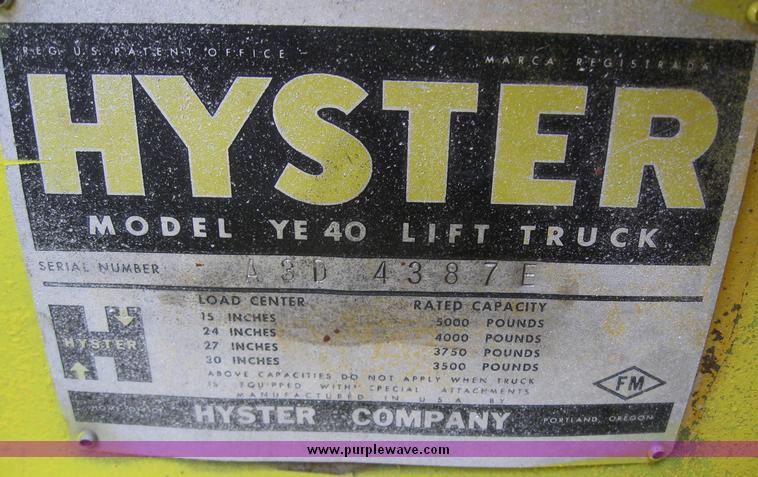 REG. U.S. PATENT OFFICE - MARCA REGISTRADA
HYSTER
MODEL YE 40 LIFT TRUCK
SERIAL NUMBER - A3D 4387E
LOAD CENTER RATED CAPACITY
15 INCHES 5000 POUNDS
24 INCHES 4000 POUNDS
27 INCHES 3750 POUNDS
30 INCHES 3500 POUNDS
HYSTER
ABOVE CAPACITIES DO NOT APPLY WHEN TRUCK
IS EQUIPPED WITH SPECIAL ATTACHMENTS
MANUFACTURED IN U.S.A. BY
FM
HYSTER COMPANY PORTLAND, OREGON
www.purplewave.com